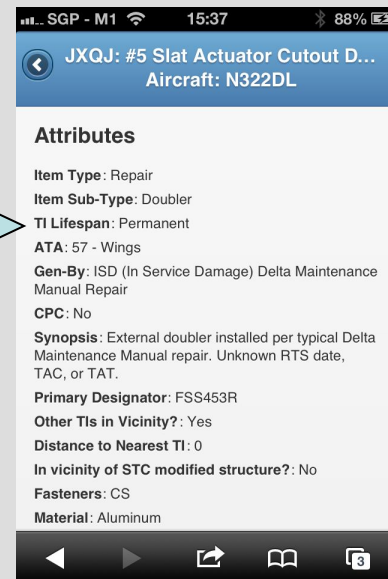 SGP - M1 15:37 88%
JXQJ: #5 Slat Actuator Cutout D...
Aircraft: N322DL
Attributes
Item Type: Repair
Item Sub-Type: Doubler
TI Lifespan: Permanent
ATA: 57 - Wings
Gen-By: ISD (In Service Damage) Delta Maintenance
Manual Repair
CPC: No
Synopsis: External doubler installed per typical Delta
Maintenance Manual repair. Unknown RTS date,
TAC, or TAT.
Primary Designator: FSS453R
Other TIs in Vicinity?: Yes
Distance to Nearest TI: 0
In vicinity of STC modified structure?: No
Fasteners: CS
Material: Aluminum
3